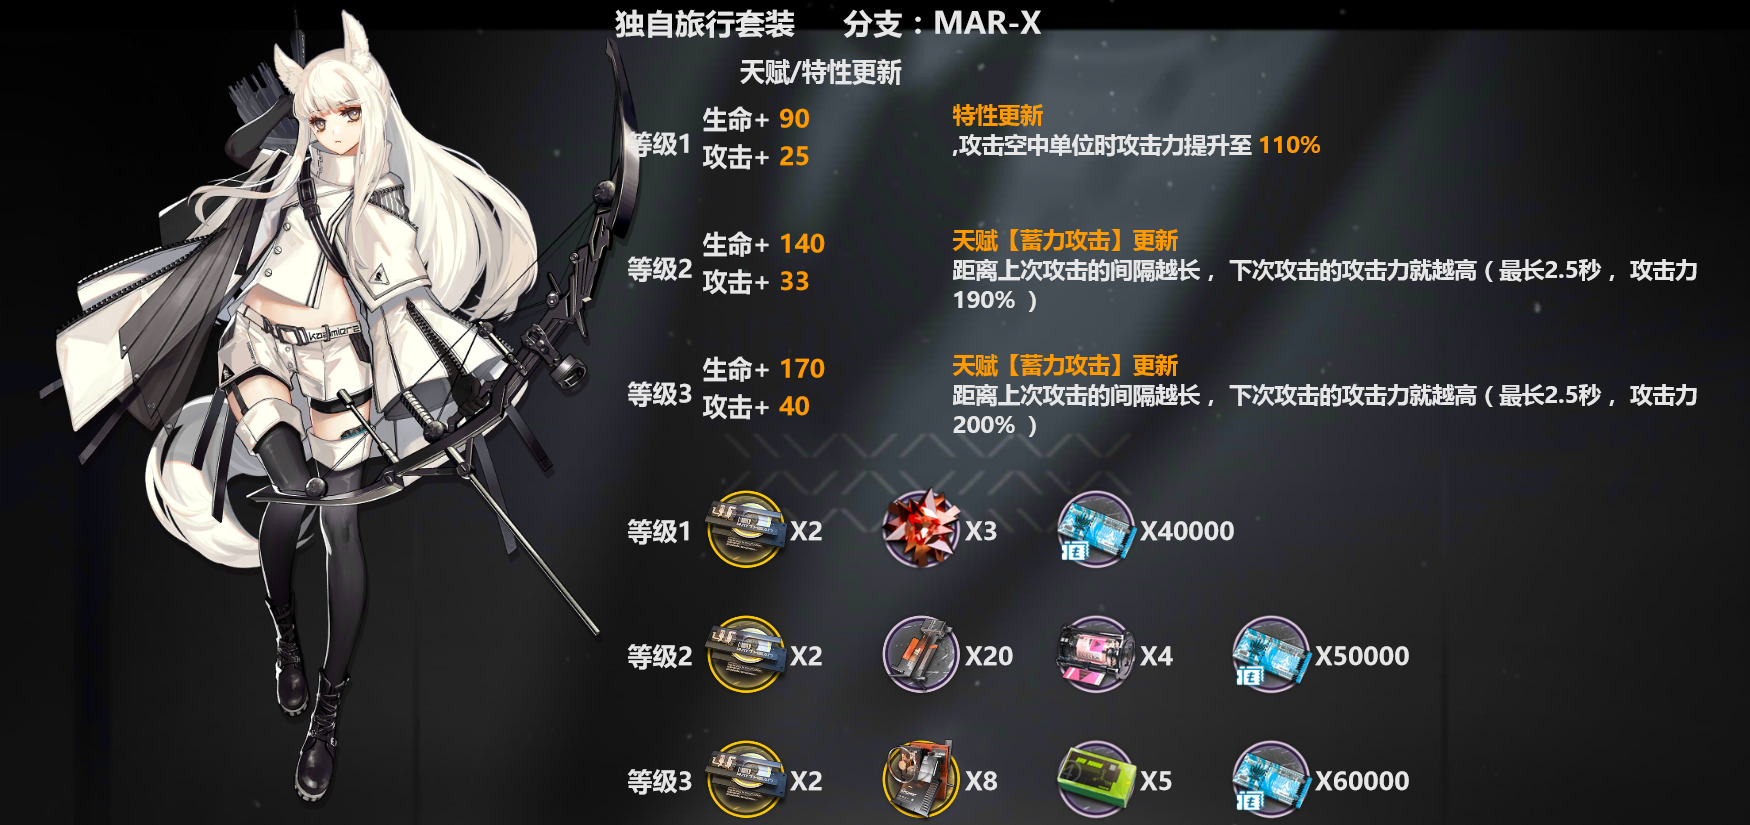 独自旅行套装 分支：MAR-X
天赋/特性更新
等级1
生命+ 90
攻击+ 25
特性更新
,攻击空中单位时攻击力提升至 110%
等级2
生命+ 140
攻击+ 33
天赋【蓄力攻击】更新
距离上次攻击的间隔越长，下次攻击的攻击力就越高（最长2.5秒，攻击力
190% ）
等级3
生命+ 170
攻击+ 40
天赋【蓄力攻击】更新
距离上次攻击的间隔越长，下次攻击的攻击力就越高（最长2.5秒，攻击力
200% ）
等级1 X2 X3 X40000
等级2 X2 X20 X4 X50000
等级3 X2 X8 X5 X60000